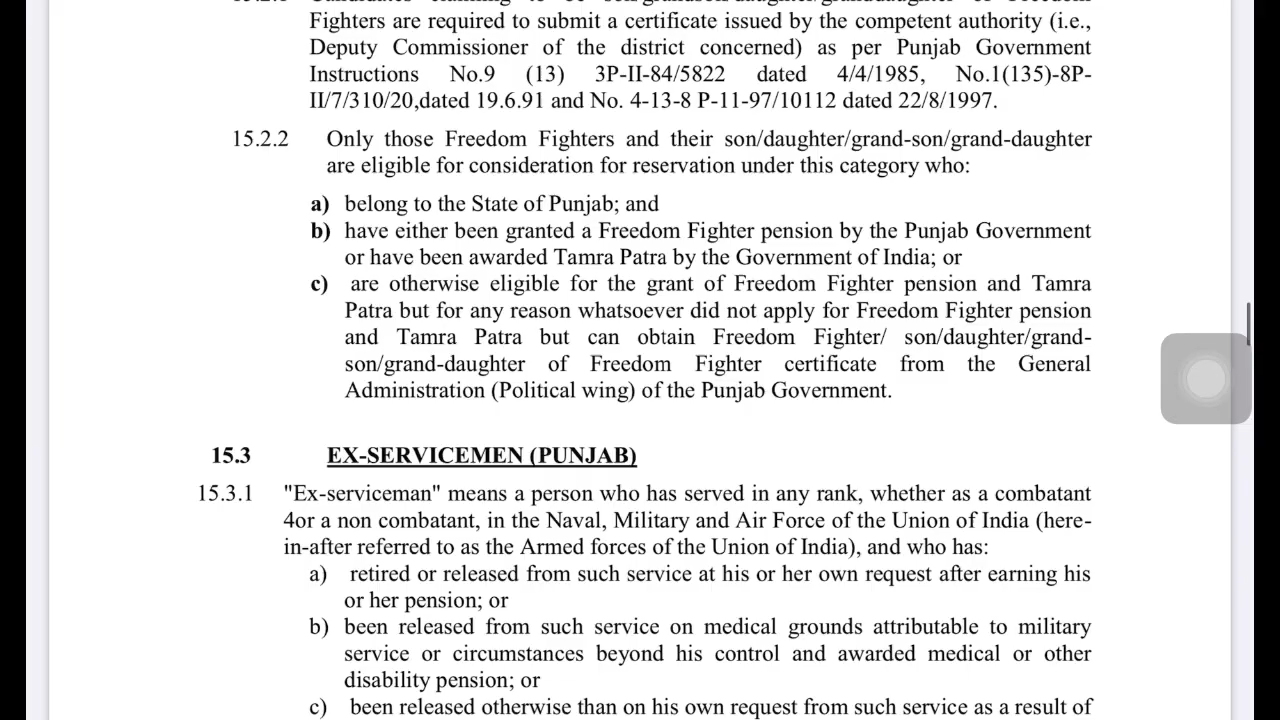 Fighters are required to submit a certificate issued by the competent authority (i.e.,
Deputy Commissioner of the district concerned) as per Punjab Government
Instructions No.9 (13) 3P-II-84/5822 dated 4/4/1985, No.1(135)-8P-
II/7/310/20,dated 19.6.91 and No. 4-13-8 P-11-97/10112 dated 22/8/1997.
15.2.2 Only those Freedom Fighters and their son/daughter/grand-son/grand-daughter
are eligible for consideration for reservation under this category who:
a) belong to the State of Punjab; and
b) have either been granted a Freedom Fighter pension by the Punjab Government
or have been awarded Tamra Patra by the Government of India; or
c) are otherwise eligible for the grant of Freedom Fighter pension and Tamra
Patra but for any reason whatsoever did not apply for Freedom Fighter pension
and Tamra Patra but can obtain Freedom Fighter/ son/daughter/grand-
son/grand-daughter of Freedom Fighter certificate from the General
Administration (Political wing) of the Punjab Government.
15.3 EX-SERVICEMEN (PUNJAB)
15.3.1 "Ex-serviceman" means a person who has served in any rank, whether as a combatant
4or a non combatant, in the Naval, Military and Air Force of the Union of India (here-
in-after referred to as the Armed forces of the Union of India), and who has:
a) retired or released from such service at his or her own request after earning his
or her pension; or
b) been released from such service on medical grounds attributable to military
service or circumstances beyond his control and awarded medical or other
disability pension; or
c) been released otherwise than on his own request from such service as a result of